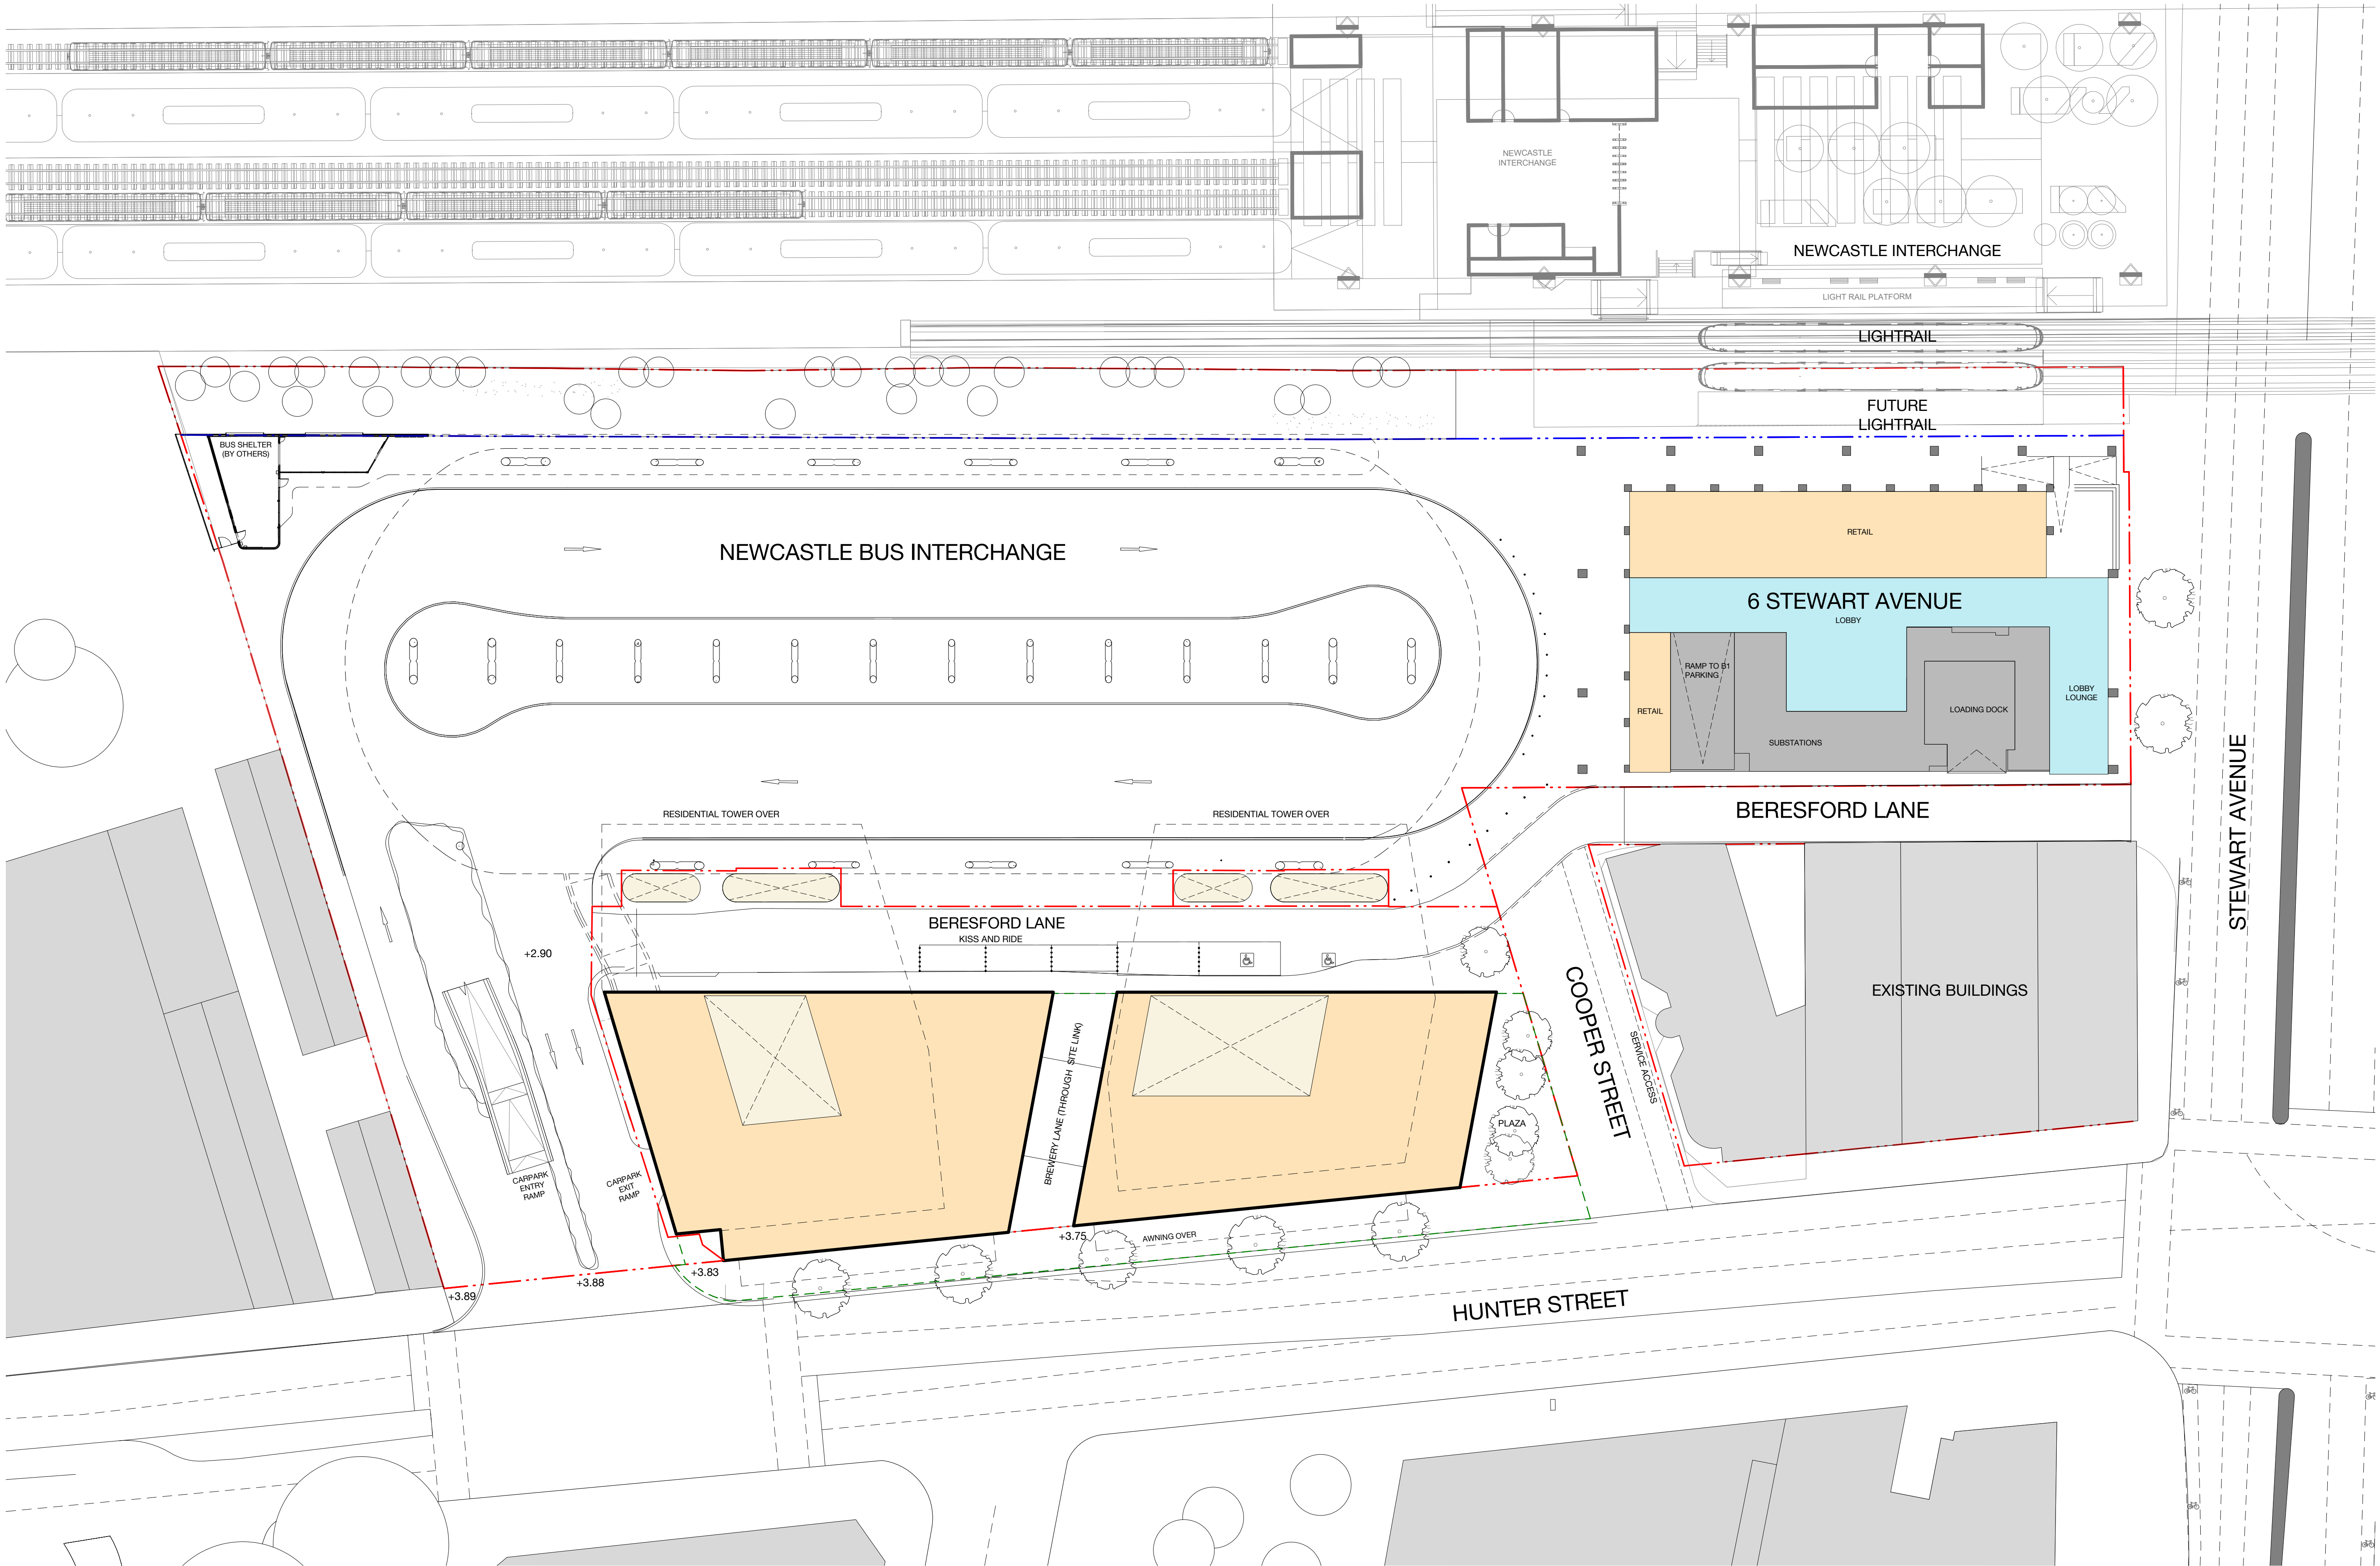 NEWCASTLE
INTERCHANGE
NEWCASTLE INTERCHANGE
LIGHT RAIL PLATFORM
LIGHTRAIL
FUTURE
LIGHTRAIL
BUS SHELTER
(BY OTHERS)
NEWCASTLE BUS INTERCHANGE
RETAIL
6 STEWART AVENUE
LOBBY
RAMP TO B1
PARKING
RETAIL
LOBBY
LOUNGE
LOADING DOCK
SUBSTATIONS
STEWART AVENUE
RESIDENTIAL TOWER OVER
RESIDENTIAL TOWER OVER
BERESFORD LANE
BERESFORD LANE
KISS AND RIDE
+2.90
COOPER STREET
SERVICE ACCESS
EXISTING BUILDINGS
BREWERY LANE (THROUGH SITE LINK)
PLAZA
CARPARK
ENTRY
RAMP
CARPARK
EXIT
RAMP
+3.75
AWNING OVER
+3.83
+3.88
+3.89
HUNTER STREET